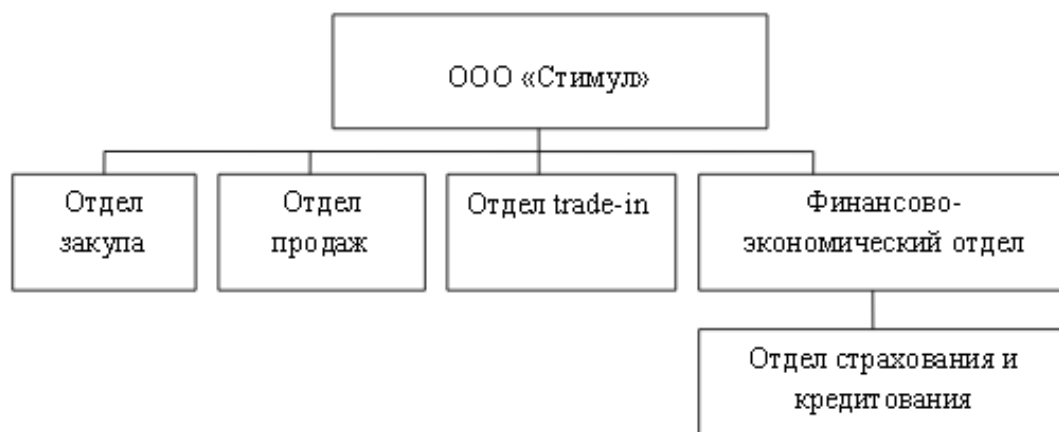 ООО «Стимул»
Отдел
закупа
Отдел
продаж
Отдел trade-in
Финансово-
экономический отдел
Отдел страхования и
кредитования